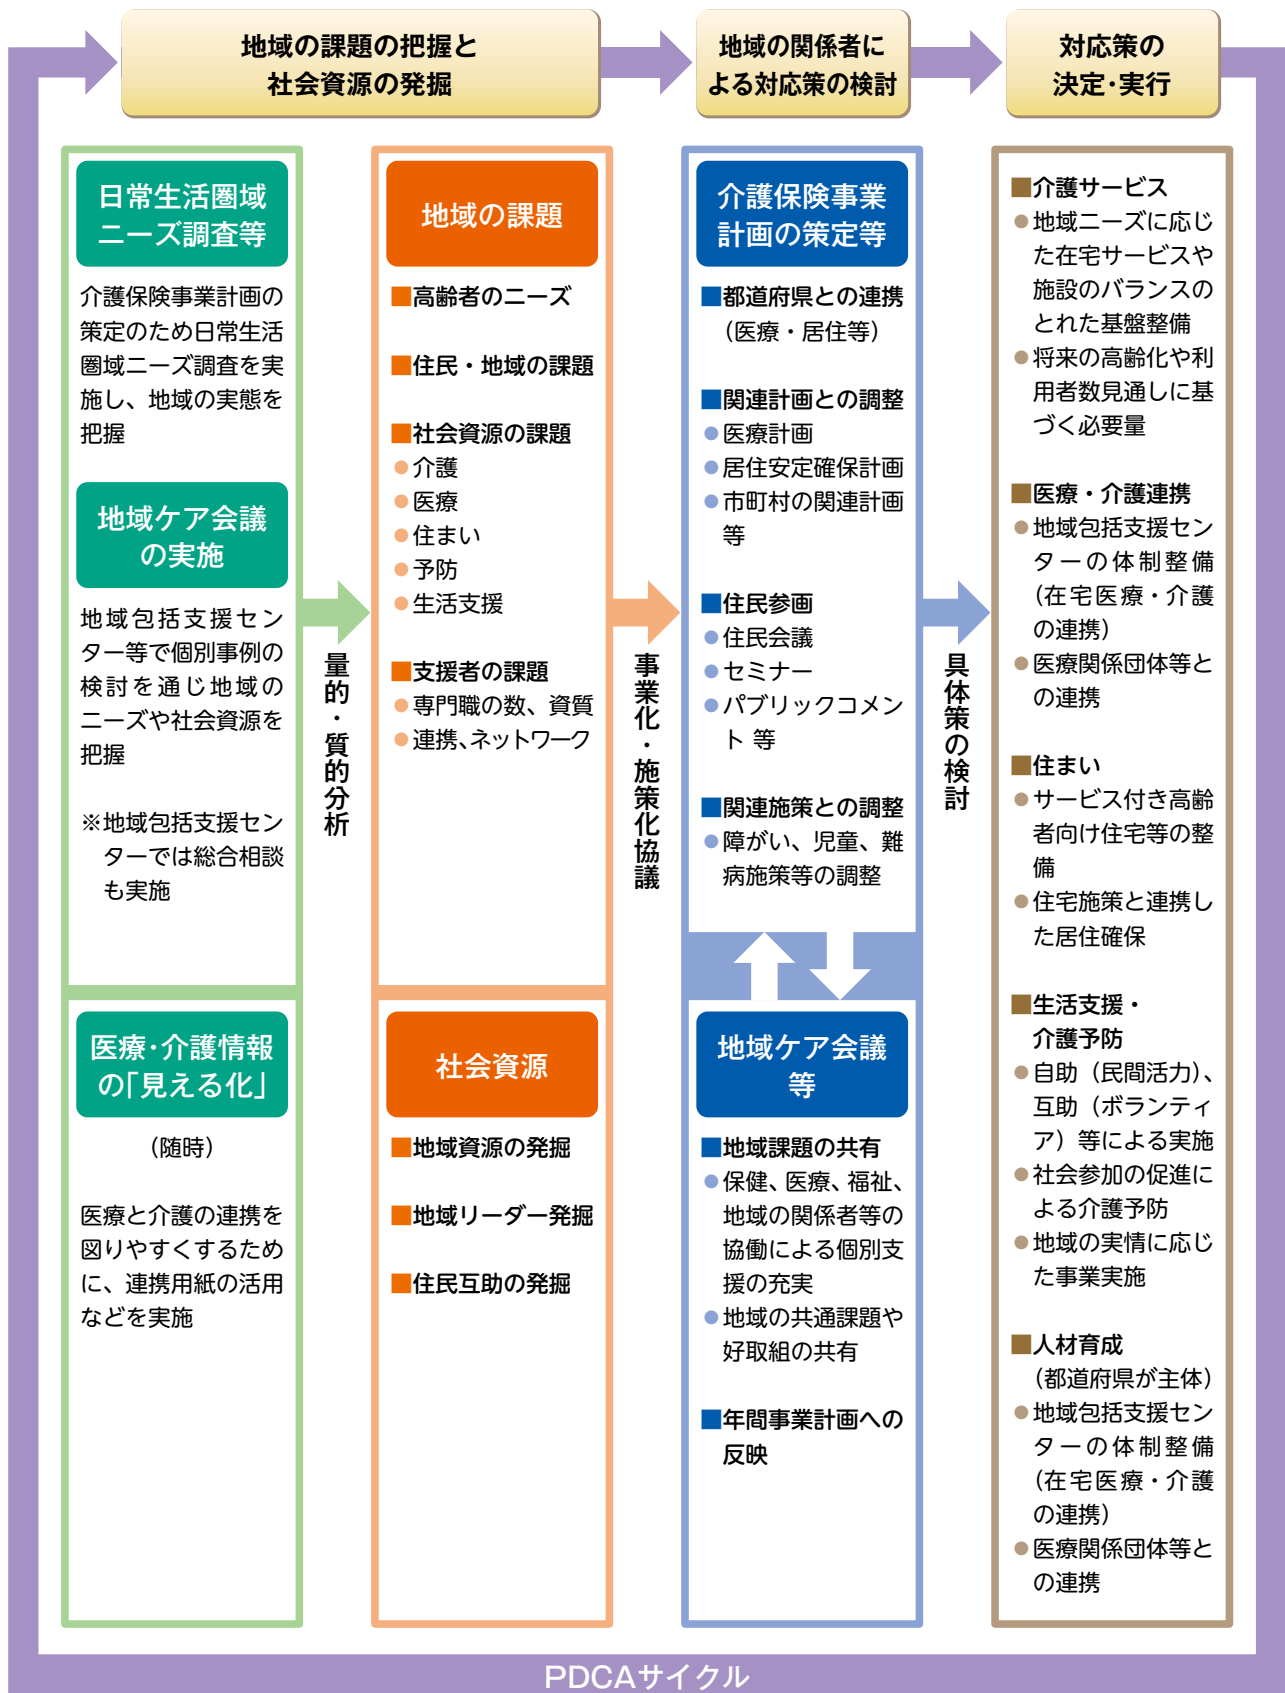 地域の課題の把握と
社会資源の発掘
地域の関係者に
よる対応策の検討
対応策の
決定・実行
日常生活圏域
ニーズ調査等
介護保険事業計画の
策定のため日常生活
圏域ニーズ調査を実
施し、地域の実態を
把握
地域ケア会議
の実施
地域包括支援セン
ター等で個別事例の
検討を通じ地域の
ニーズや社会資源を
把握
※地域包括支援セン
ターでは総合相談
も実施
医療・介護情報
の「見える化」
（随時）
医療と介護の連携を
図りやすくするため
に、連携用紙の活用
などを実施
量的・質的分析
地域の課題
■高齢者のニーズ
■住民・地域の課題
■社会資源の課題
●介護
●医療
●住まい
●予防
●生活支援
■支援者の課題
●専門職の数、資質
●連携、ネットワーク
社会資源
■地域資源の発掘
■地域リーダー発掘
■住民互助の発掘
事業化・施策化協議
介護保険事業
計画の策定等
■都道府県との連携
（医療・居住等）
■関連計画との調整
●医療計画
●居住安定確保計画
●市町村の関連計画
等
■住民参画
●住民会議
●セミナー
●パブリックコメン
ト 等
■関連施策との調整
●障がい、児童、難
病施策等の調整
地域ケア会議
等
■地域課題の共有
●保健、医療、福祉、
地域の関係者等の
協働による個別支
援の充実
●地域の共通課題や
好取組の共有
■年間事業計画への
反映
具体策の検討
■介護サービス
●地域ニーズに応じ
た在宅サービスや
施設のバランスの
とれた基盤整備
●将来の高齢化や利
用者数見通しに基
づく必要量
■医療・介護連携
●地域包括支援セン
ターの体制整備
（在宅医療・介護
の連携）
●医療関係団体等と
の連携
■住まい
●サービス付き高齢
者向け住宅等の整
備
●住宅施策と連携し
た居住確保
■生活支援・
介護予防
●自助（民間活力）、
互助（ボランティ
ア）等による実施
●社会参加の促進に
よる介護予防
●地域の実情に応じ
た事業実施
■人材育成
（都道府県が主体）
●地域包括支援セン
ターの体制整備
（在宅医療・介護
の連携）
●医療関係団体等と
の連携
PDCAサイクル